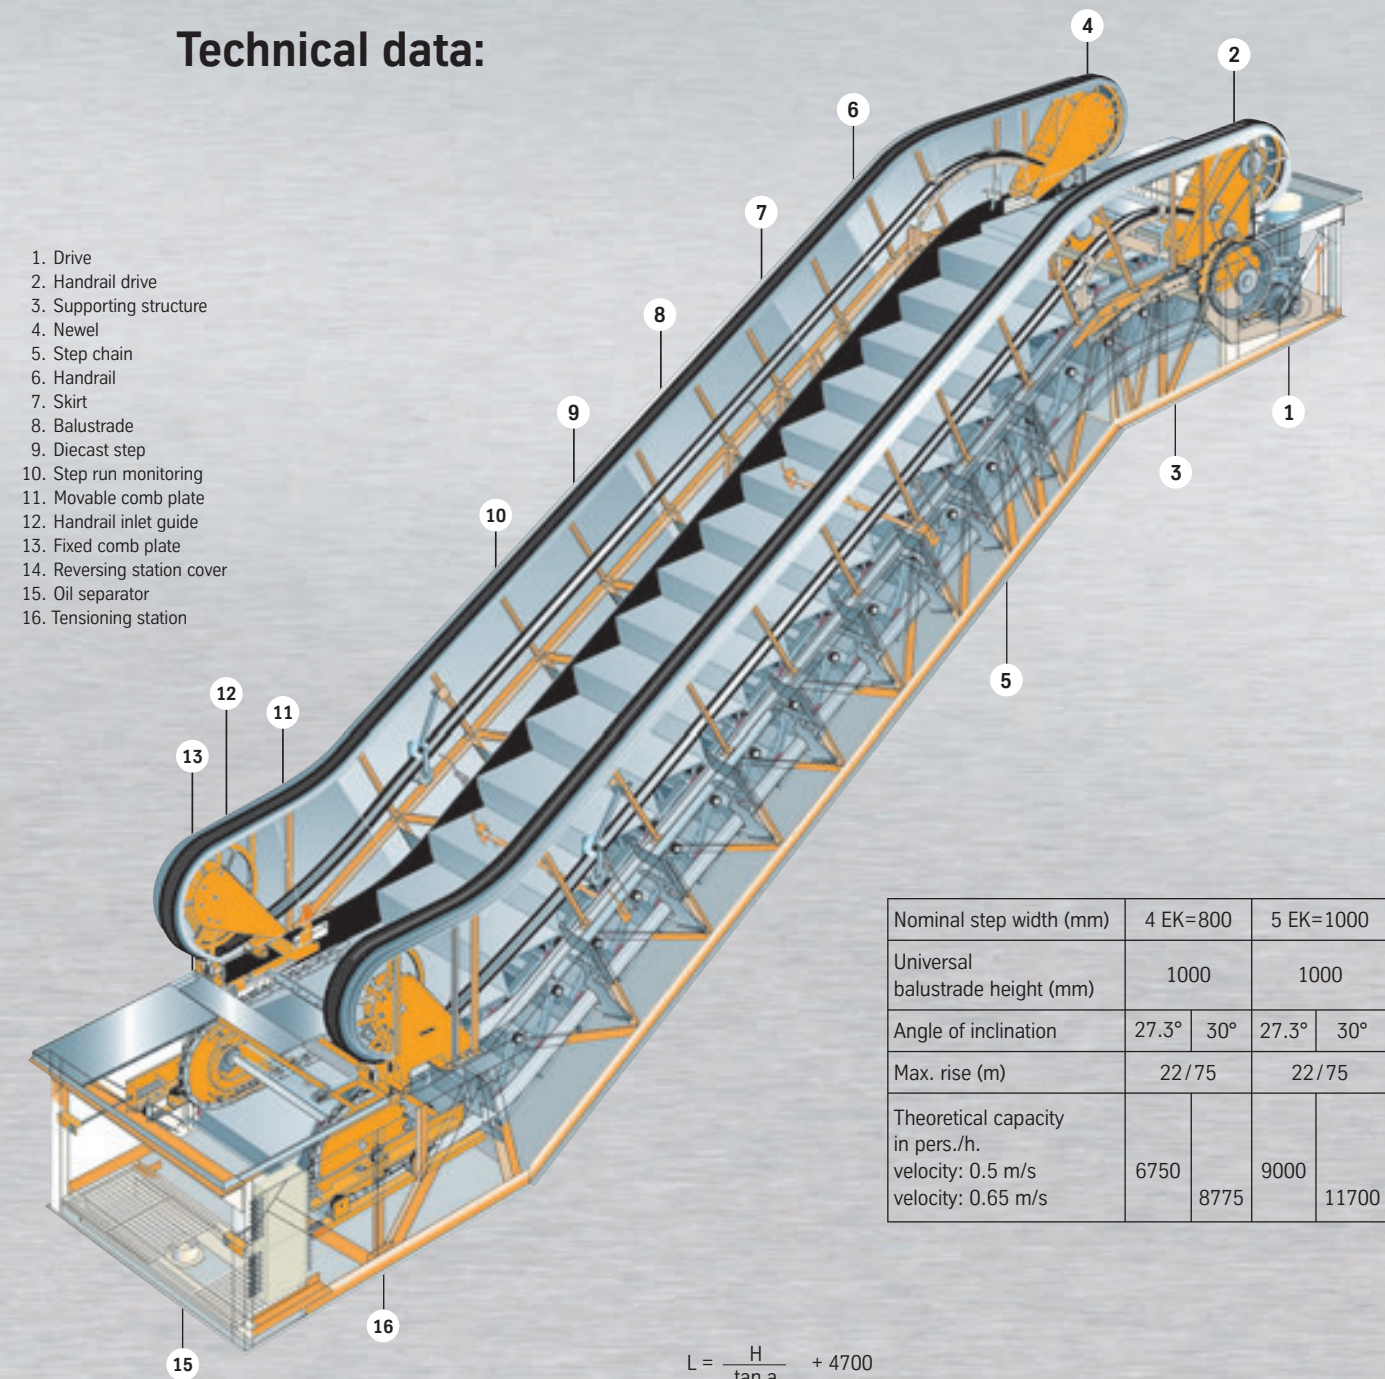 Technical data:
1. Drive
2. Handrail drive
3. Supporting structure
4. Newel
5. Step chain
6. Handrail
7. Skirt
8. Balustrade
9. Diecast step
10. Step run monitoring
11. Movable comb plate
12. Handrail inlet guide
13. Fixed comb plate
14. Reversing station cover
15. Oil separator
16. Tensioning station
4
2
6
7
8
9
10
1
3
5
12
11
13
16
15
Nominal step width (mm) 4 EK=800 5 EK=1000
Universal
balustrade height (mm) 1000 1000
Angle of inclination 27.3° 30° 27.3° 30°
Max. rise (m) 22/75 22/75
Theoretical capacity
in pers./h.
velocity: 0.5 m/s 6750 9000
velocity: 0.65 m/s 8775 11700
L = H + 4700
tan a